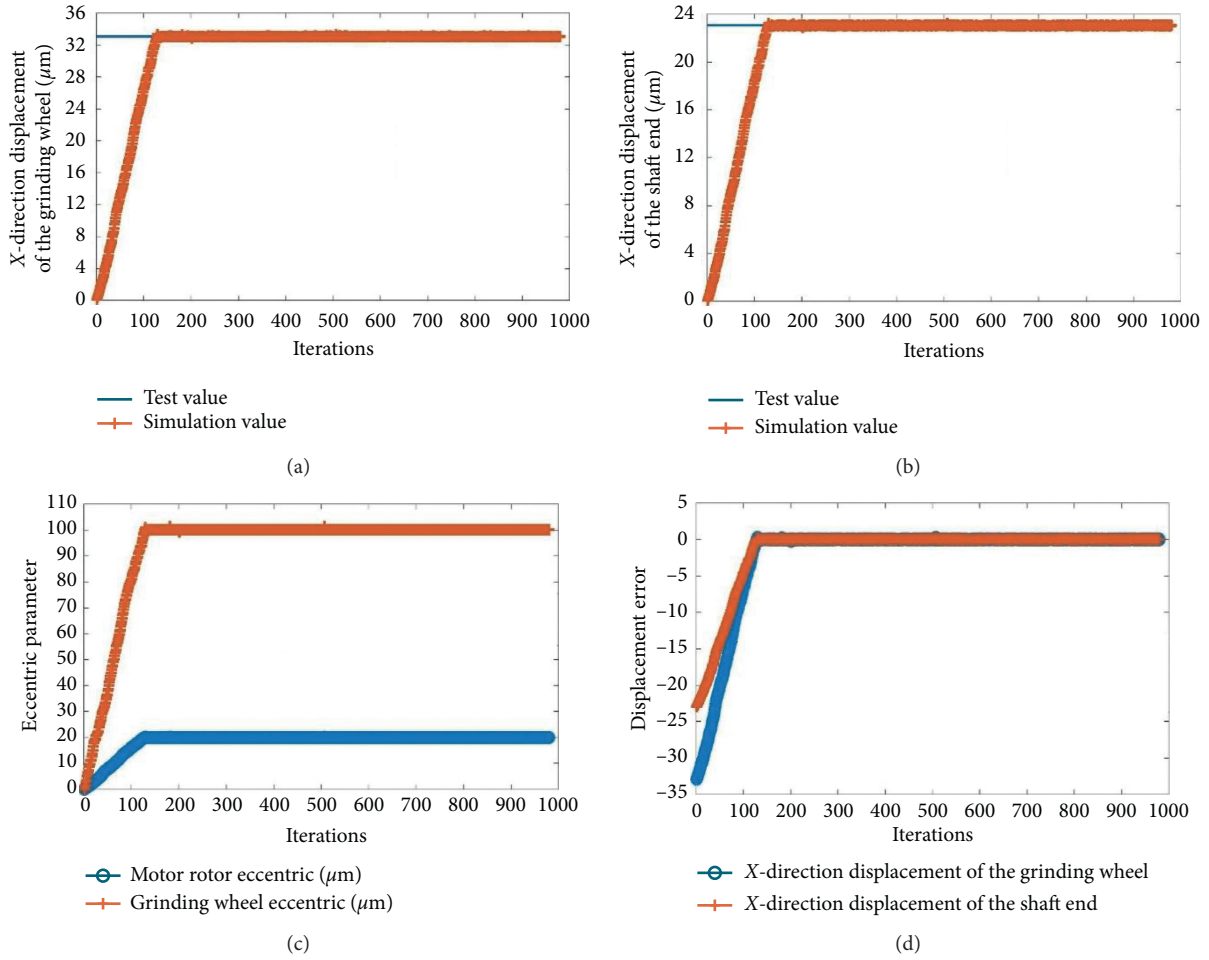 X-direction displacement
of the grinding wheel (μm)
36
32
28
24
20
16
12
8
4
0
0 100 200 300 400 500 600 700 800 900 1000
Iterations
Test value
Simulation value
(a)
X-direction displacement
of the shaft end (μm)
24
20
16
12
8
4
0
0 100 200 300 400 500 600 700 800 900 1000
Iterations
Test value
Simulation value
(b)
Eccentric parameter
110
100
90
80
70
60
50
40
30
20
10
0
0 100 200 300 400 500 600 700 800 900 1000
Iterations
Motor rotor eccentric (μm)
Grinding wheel eccentric (μm)
(c)
Displacement error
5
0
−5
−10
−15
−20
−25
−30
−35
0 100 200 300 400 500 600 700 800 900 1000
Iterations
X-direction displacement of the grinding wheel
X-direction displacement of the shaft end
(d)